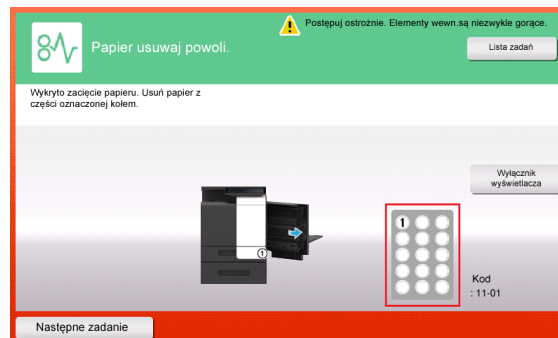 Postępuj ostrożnie. Elementy wewn.są niezwykle gorące.
Papier usuwaj powoli.
Lista zadań
Wykryto zacięcie papieru. Usuń papier z
części oznaczonej kołem.
Wyłącznik
wyświetlacza
1
1
Kod
: 11-01
Następne zadanie